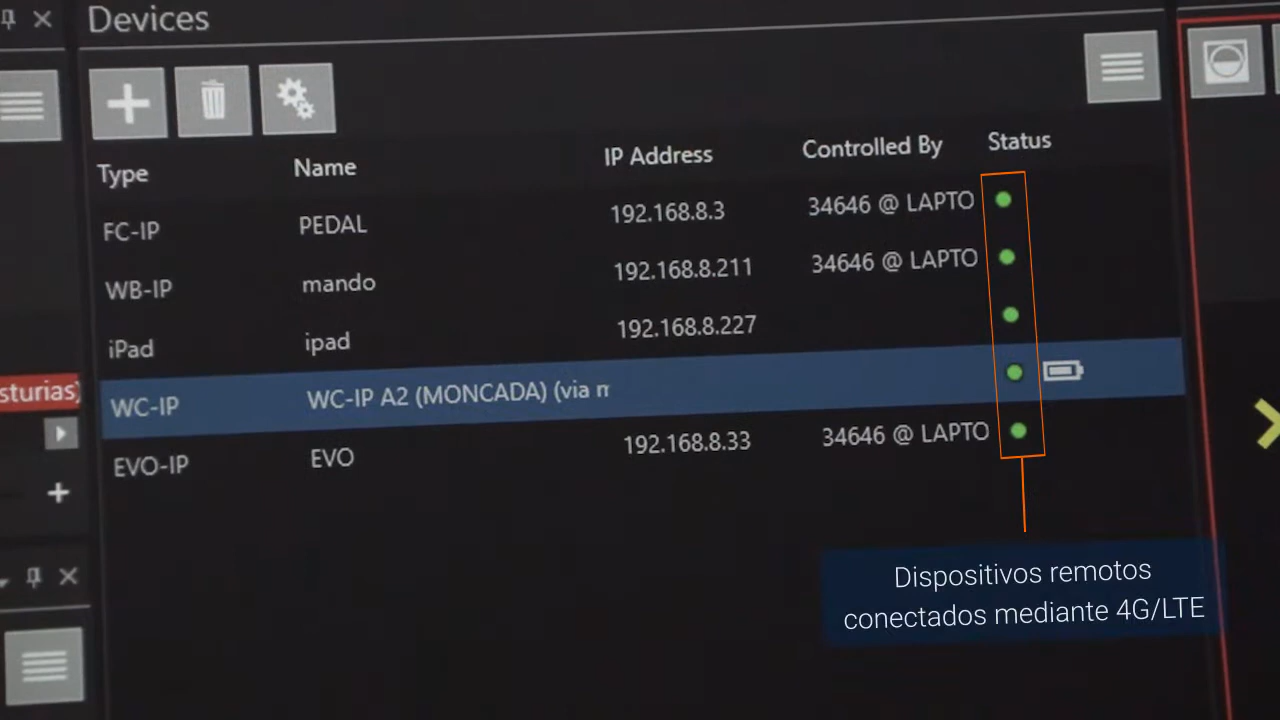 Devices
Type Name IP Address Controlled By Status
FC-IP PEDAL 192.168.8.3 34646 @ LAPTO
WB-IP mando 192.168.8.211 34646 @ LAPTO
iPad ipad 192.168.8.227
WC-IP WC-IP A2 (MONCADA) (via
EVO-IP EVO 192.168.8.33 34646 @ LAPTO
sturias)
Dispositivos remotos
conectados mediante 4G/LTE